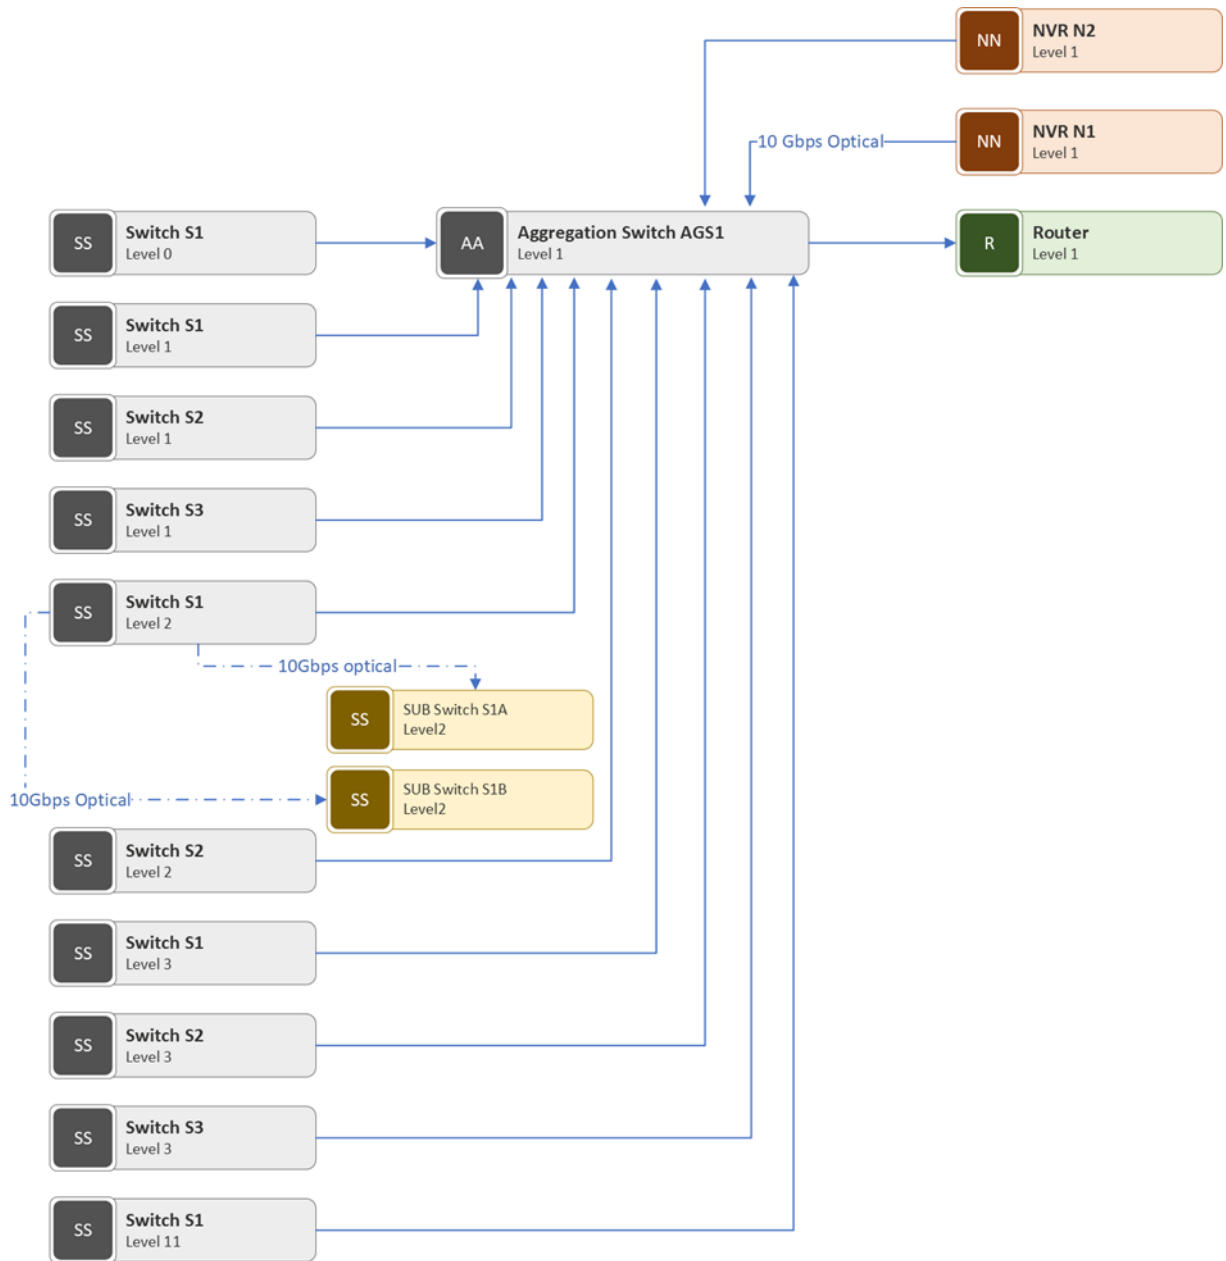 NN
NVR N2
Level 1
NN
NVR N1
Level 1
10 Gbps Optical
SS
Switch S1
Level 0
AA
Aggregation Switch AGS1
Level 1
R
Router
Level 1
SS
Switch S1
Level 1
SS
Switch S2
Level 1
SS
Switch S3
Level 1
SS
Switch S1
Level 2
10Gbps optical
SS
SUB Switch S1A
Level2
10Gbps Optical
SS
SUB Switch S1B
Level2
SS
Switch S2
Level 2
SS
Switch S1
Level 3
SS
Switch S2
Level 3
SS
Switch S3
Level 3
SS
Switch S1
Level 11